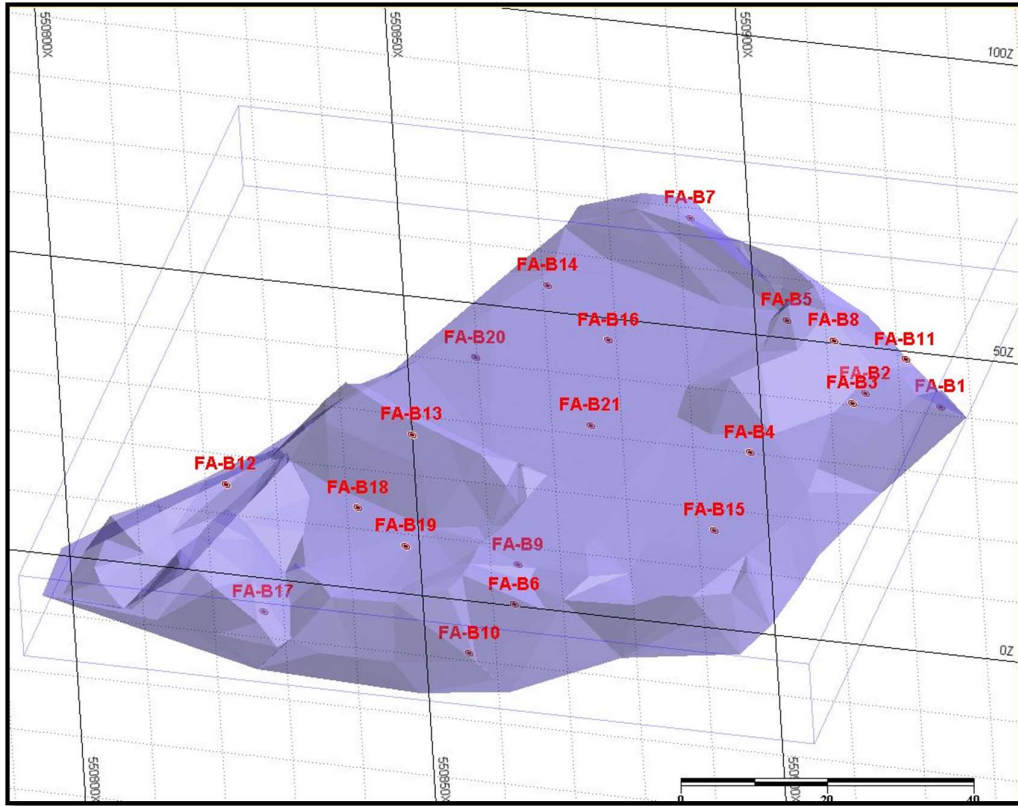 550800X
550850X
550900X
100Z
FA-B7
FA-B14
FA-B5
FA-B16
FA-B8
FA-B20
FA-B11
50Z
FA-B2
FA-B3
FA-B1
FA-B21
FA-B13
FA-B4
FA-B12
FA-B18
FA-B15
FA-B19
FA-B9
FA-B6
FA-B17
FA-B10
0Z
550800X
550850X
550900X
0 20 40